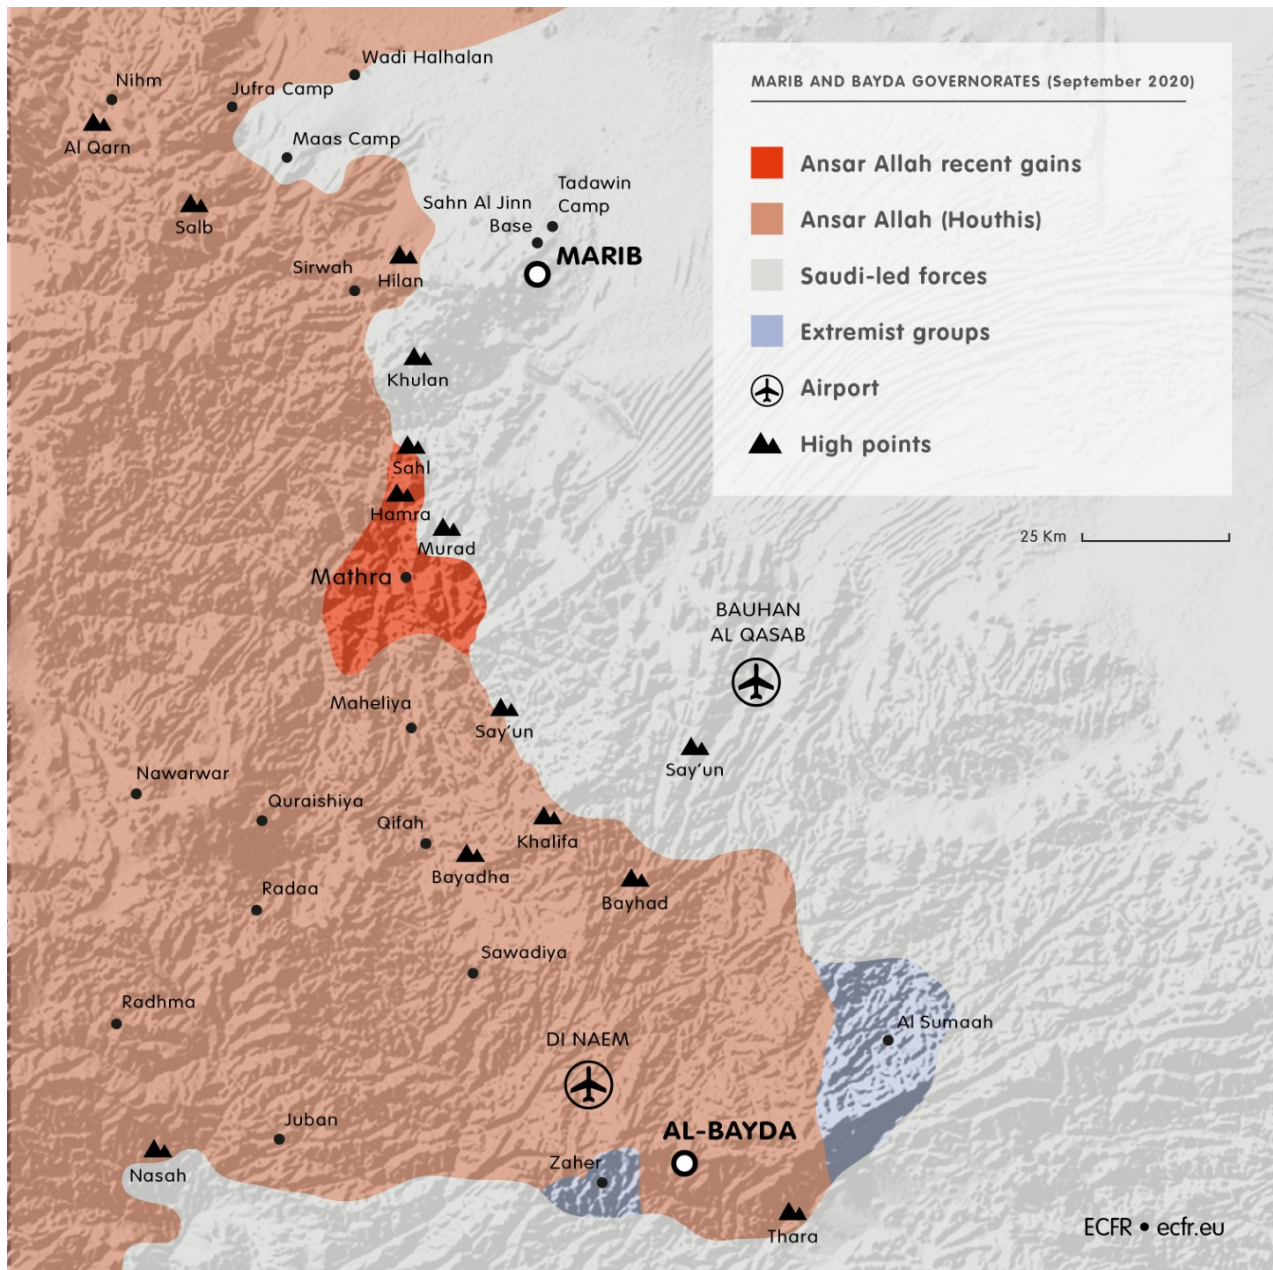 Wadi Halhalan
Nihm
Jufra Camp
Al Qarn
Maas Camp
Salb
Sahn Al Jinn
Base
Tadawin
Camp
MARIB
Sirwah
Hilan
Khulan
Sahl
Hamra
Murad
Mathra
BAUHAN
AL QASAB
Maheliya
Say'un
Say'un
Nawarwar
Quraishiya
Qifah
Khalifa
Bayadha
Radaa
Bayhad
Sawadiya
Radhma
Al Sumaah
DI NAEM
Juban
AL-BAYDA
Nasah
Zaher
Thara
MARIB AND BAYDA GOVERNORATES (September 2020)
Ansar Allah recent gains
Ansar Allah (Houthis)
Saudi-led forces
Extremist groups
Airport
High points
25 Km
ECFR • ecfr.eu